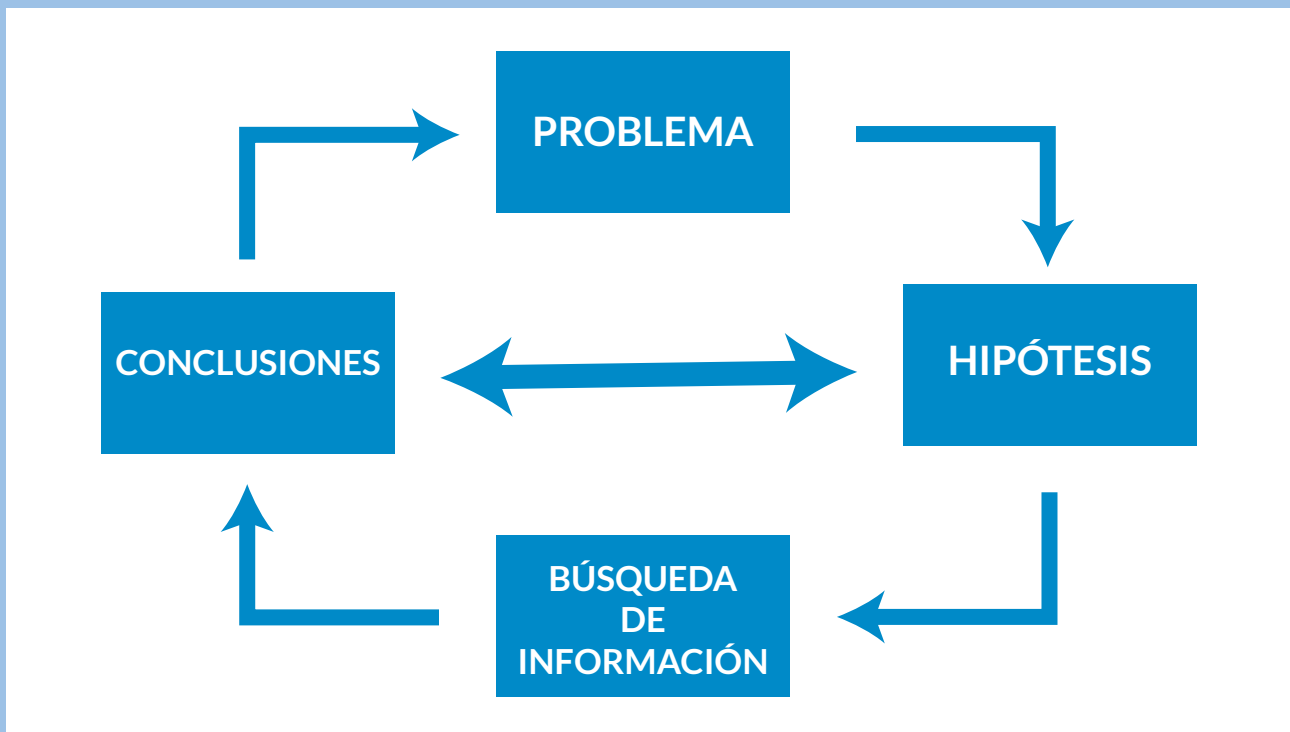 PROBLEMA
CONCLUSIONES
HIPÓTESIS
BÚSQUEDA
DE
INFORMACIÓN